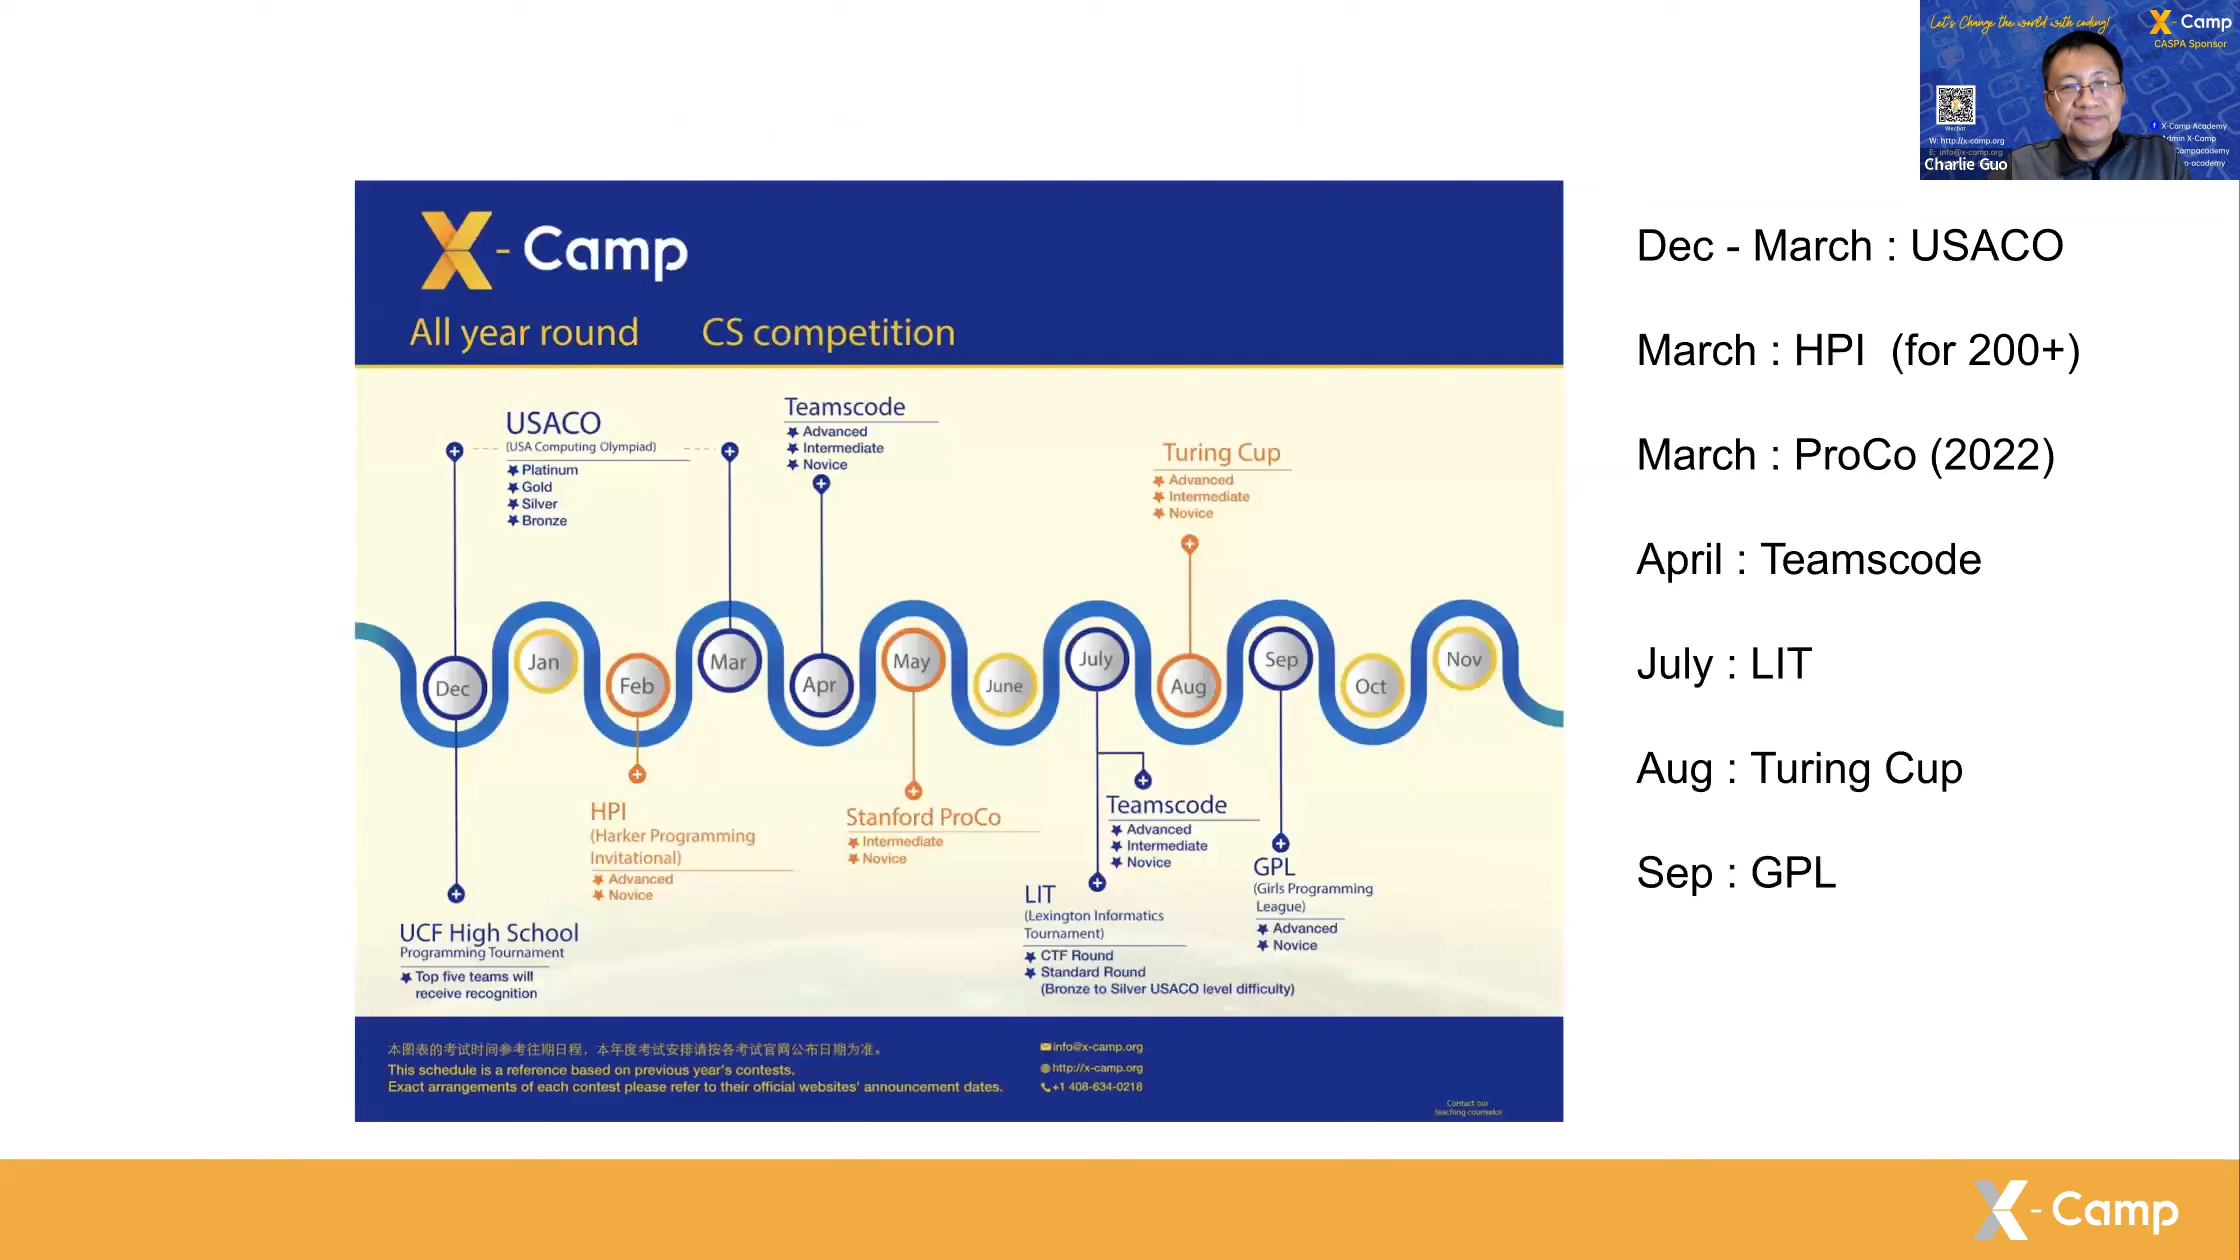 Let's Change the world with coding!
X - Camp
CASPA Sponsor
Wechat
W: http://x-camp.org
E: info@x-camp.org
Charlie Guo
X-Camp Academy
dmin X-Camp
Campacademy
p-academy
X - Camp
All year round CS competition
USACO
(USA Computing Olympiad)
Platinum
Gold
Silver
Bronze
Teamscode
Advanced
Intermediate
Novice
Turing Cup
Advanced
Intermediate
Novice
Dec
Jan
Feb
Mar
Apr
May
June
July
Aug
Sep
Oct
Nov
UCF High School
Programming Tournament
Top five teams will
receive recognition
HPI
(Harker Programming
Invitational)
Advanced
Novice
Stanford ProCo
Intermediate
Novice
LIT
(Lexington Informatics
Tournament)
CTF Round
Standard Round
(Bronze to Silver USACO level difficulty)
Teamscode
Advanced
Intermediate
Novice
GPL
(Girls Programming
League)
Advanced
Novice
本图表的考试时间参考往期日程，本年度考试安排请按各考试官网公布日期为准。
This schedule is a reference based on previous year's contests.
Exact arrangements of each contest please refer to their official websites' announcement dates.
info@x-camp.org
http://x-camp.org
+1 408-634-0218
Contact our
teaching counselor
Dec - March : USACO
March : HPI (for 200+)
March : ProCo (2022)
April : Teamscode
July : LIT
Aug : Turing Cup
Sep : GPL
X - Camp